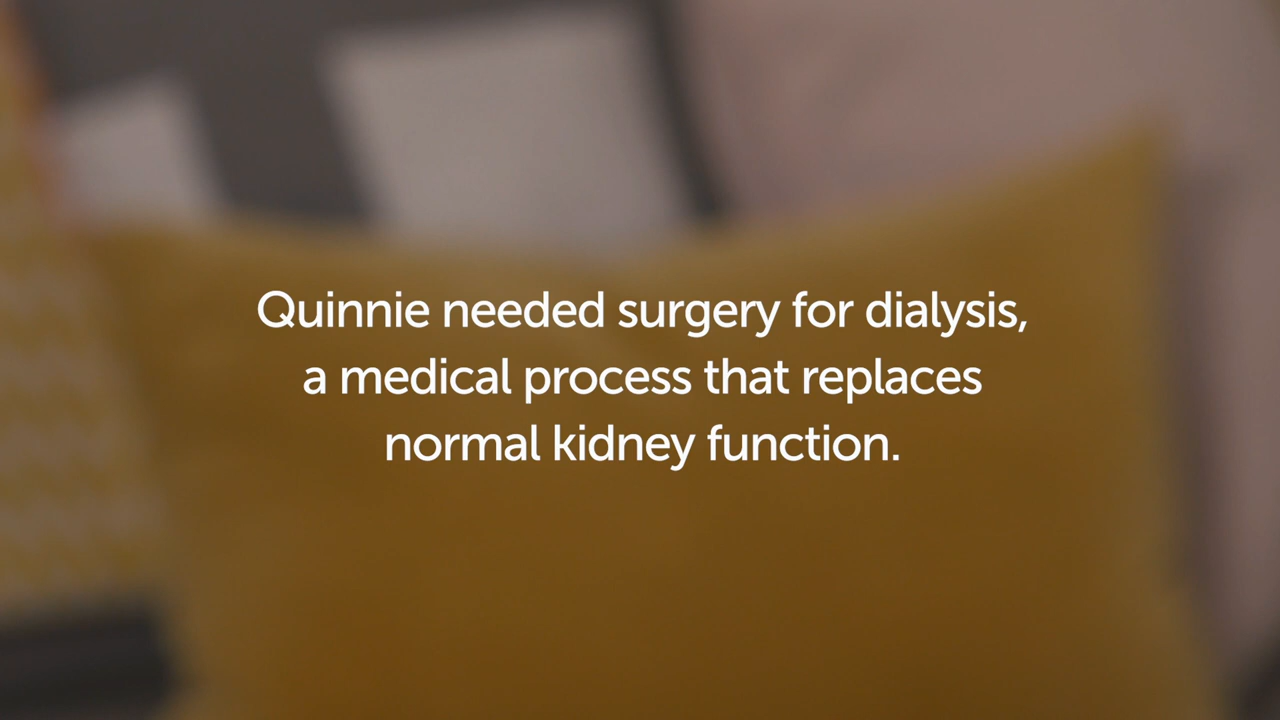 Quinnie needed surgery for dialysis,
a medical process that replaces
normal kidney function.